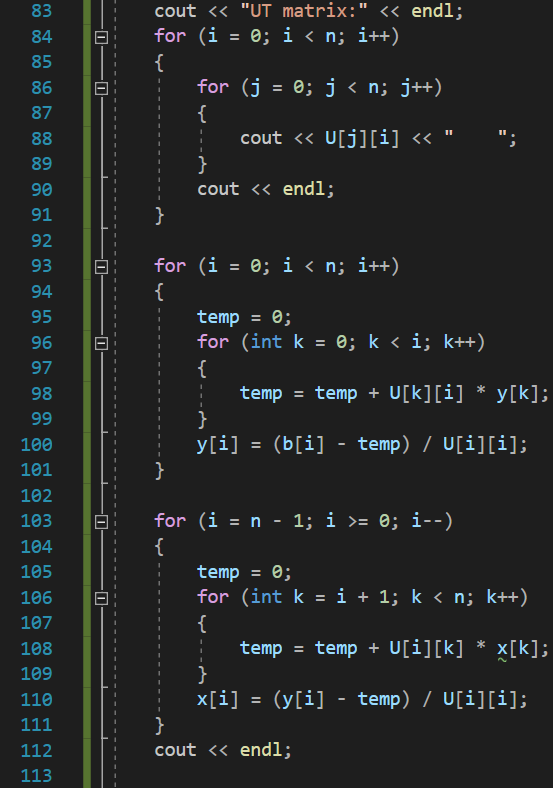 83 cout << "UT matrix:" << endl;
84 for (i = 0; i < n; i++)
85 {
86 for (j = 0; j < n; j++)
87 {
88 cout << U[j][i] << "    ";
89 }
90 cout << endl;
91 }
92
93 for (i = 0; i < n; i++)
94 {
95 temp = 0;
96 for (int k = 0; k < i; k++)
97 {
98 temp = temp + U[k][i] * y[k];
99 }
100 y[i] = (b[i] - temp) / U[i][i];
101 }
102
103 for (i = n - 1; i >= 0; i--)
104 {
105 temp = 0;
106 for (int k = i + 1; k < n; k++)
107 {
108 temp = temp + U[i][k] * x[k];
109 }
110 x[i] = (y[i] - temp) / U[i][i];
111 }
112 cout << endl;
113